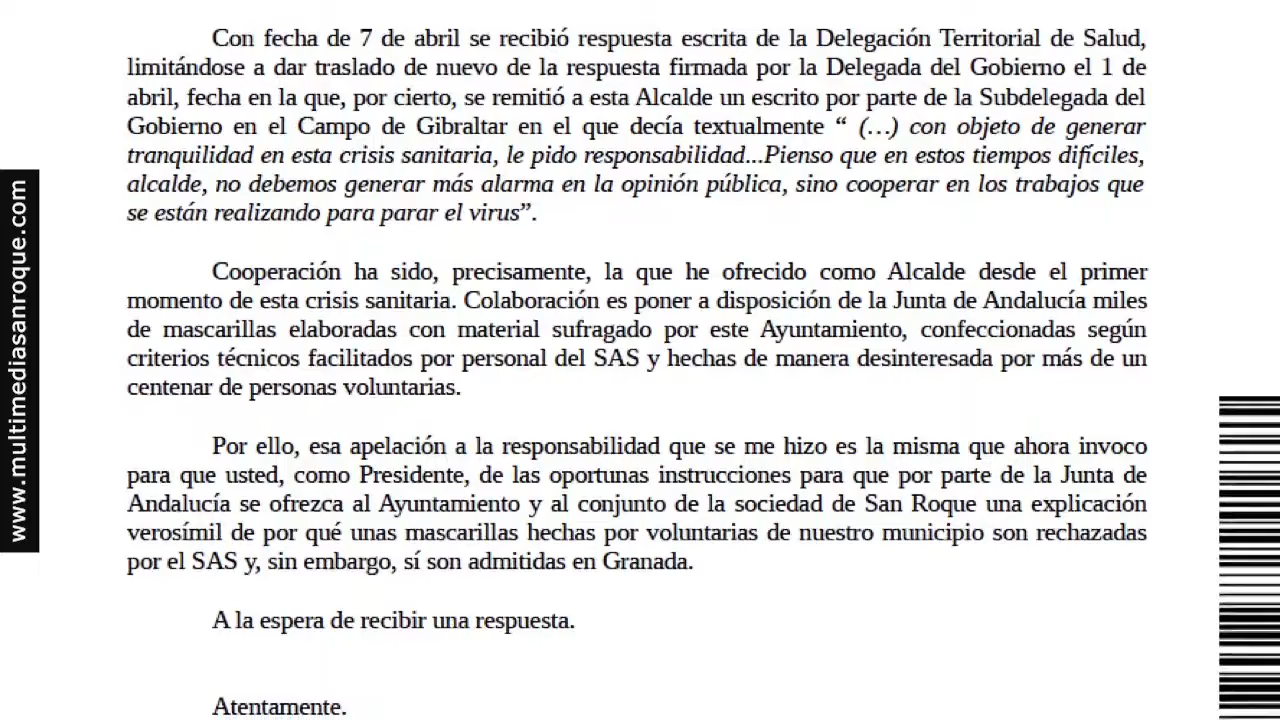 Con fecha de 7 de abril se recibió respuesta escrita de la Delegación Territorial de Salud,
limitándose a dar traslado de nuevo de la respuesta firmada por la Delegada del Gobierno el 1 de
abril, fecha en la que, por cierto, se remitió a esta Alcalde un escrito por parte de la Subdelegada del
Gobierno en el Campo de Gibraltar en el que decía textualmente “ (…) con objeto de generar
tranquilidad en esta crisis sanitaria, le pido responsabilidad...Pienso que en estos tiempos difíciles,
alcalde, no debemos generar más alarma en la opinión pública, sino cooperar en los trabajos que
se están realizando para parar el virus”.
Cooperación ha sido, precisamente, la que he ofrecido como Alcalde desde el primer
momento de esta crisis sanitaria. Colaboración es poner a disposición de la Junta de Andalucía miles
de mascarillas elaboradas con material sufragado por este Ayuntamiento, confeccionadas según
criterios técnicos facilitados por personal del SAS y hechas de manera desinteresada por más de un
centenar de personas voluntarias.
Por ello, esa apelación a la responsabilidad que se me hizo es la misma que ahora invoco
para que usted, como Presidente, de las oportunas instrucciones para que por parte de la Junta de
Andalucía se ofrezca al Ayuntamiento y al conjunto de la sociedad de San Roque una explicación
verosímil de por qué unas mascarillas hechas por voluntarias de nuestro municipio son rechazadas
por el SAS y, sin embargo, sí son admitidas en Granada.
A la espera de recibir una respuesta.
Atentamente.
www.multimediasanroque.com